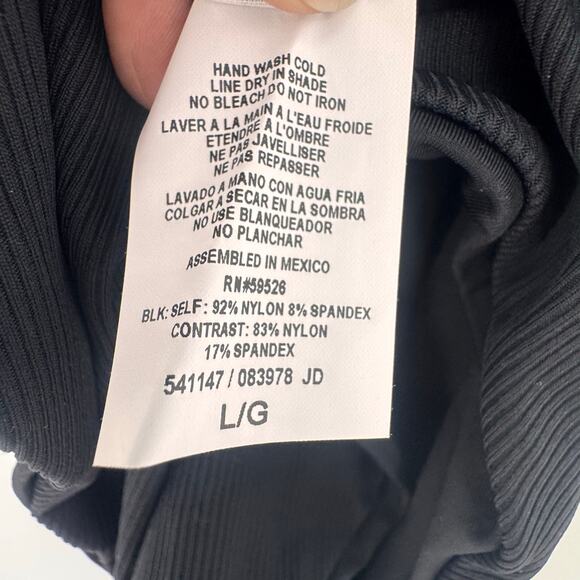 HAND WASH COLD
LINE DRY IN SHADE
NO BLEACH DO NOT IRON
LAVER A LA MAIN A L'EAU FROIDE
ETENDRE A L'OMBRE
NE PAS JAVELLISER
NE PAS REPASSER
LAVADO A MANO CON AGUA FRIA
COLGAR A SECAR EN LA SOMBRA
NO USE BLANQUEADOR
NO PLANCHAR
ASSEMBLED IN MEXICO
RN#59526
BLK: SELF: 92% NYLON 8% SPANDEX
CONTRAST: 83% NYLON
17% SPANDEX
541147 / 083978 JD
L/G